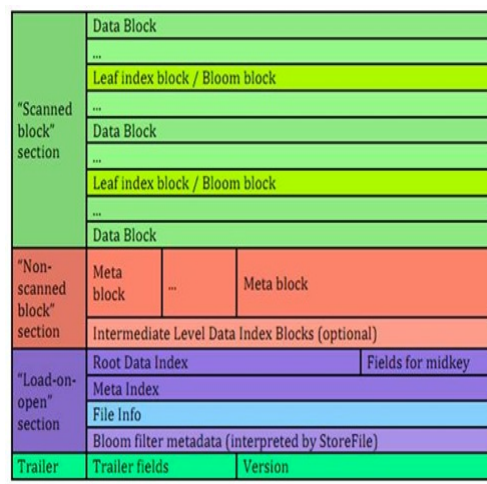 Data Block
...
Leaf index block / Bloom block
"Scanned
block"
section
...
Data Block
...
Leaf index block / Bloom block
...
Data Block
"Non-
scanned
block"
section
Meta
block
...
Meta block
Intermediate Level Data Index Blocks (optional)
"Load-on-
open"
section
Root Data Index
Fields for midkey
Meta Index
File Info
Bloom filter metadata (interpreted by StoreFile)
Trailer
Trailer fields
Version